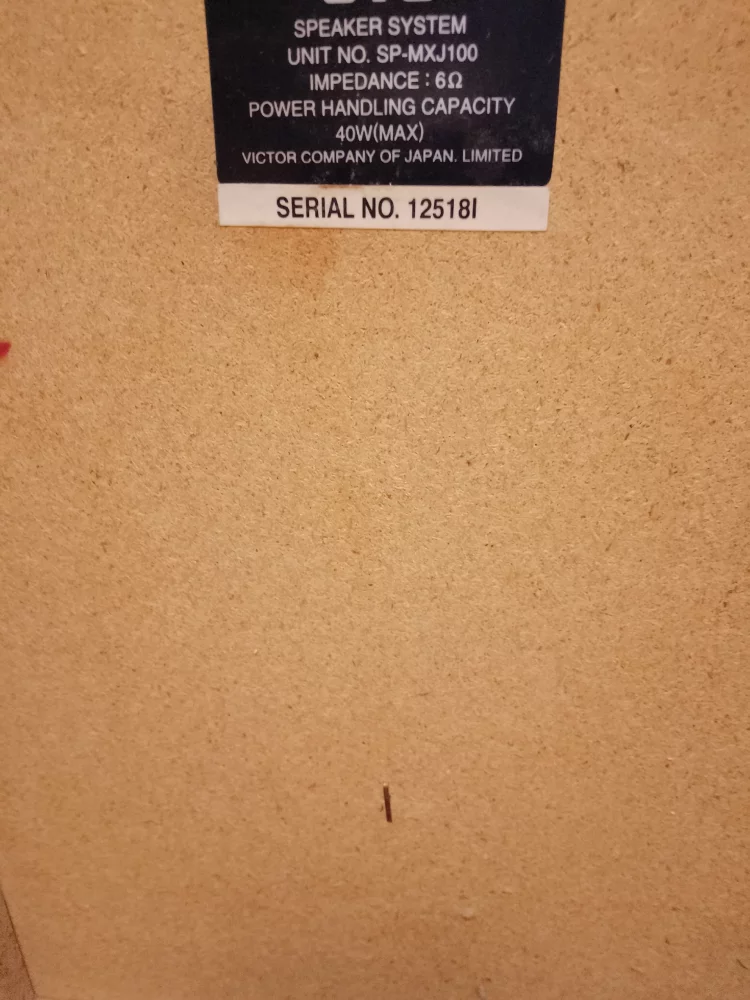 SPEAKER SYSTEM
UNIT NO. SP-MXJ100
IMPEDANCE : 6Ω
POWER HANDLING CAPACITY
40W(MAX)
VICTOR COMPANY OF JAPAN. LIMITED
SERIAL NO. 12518I